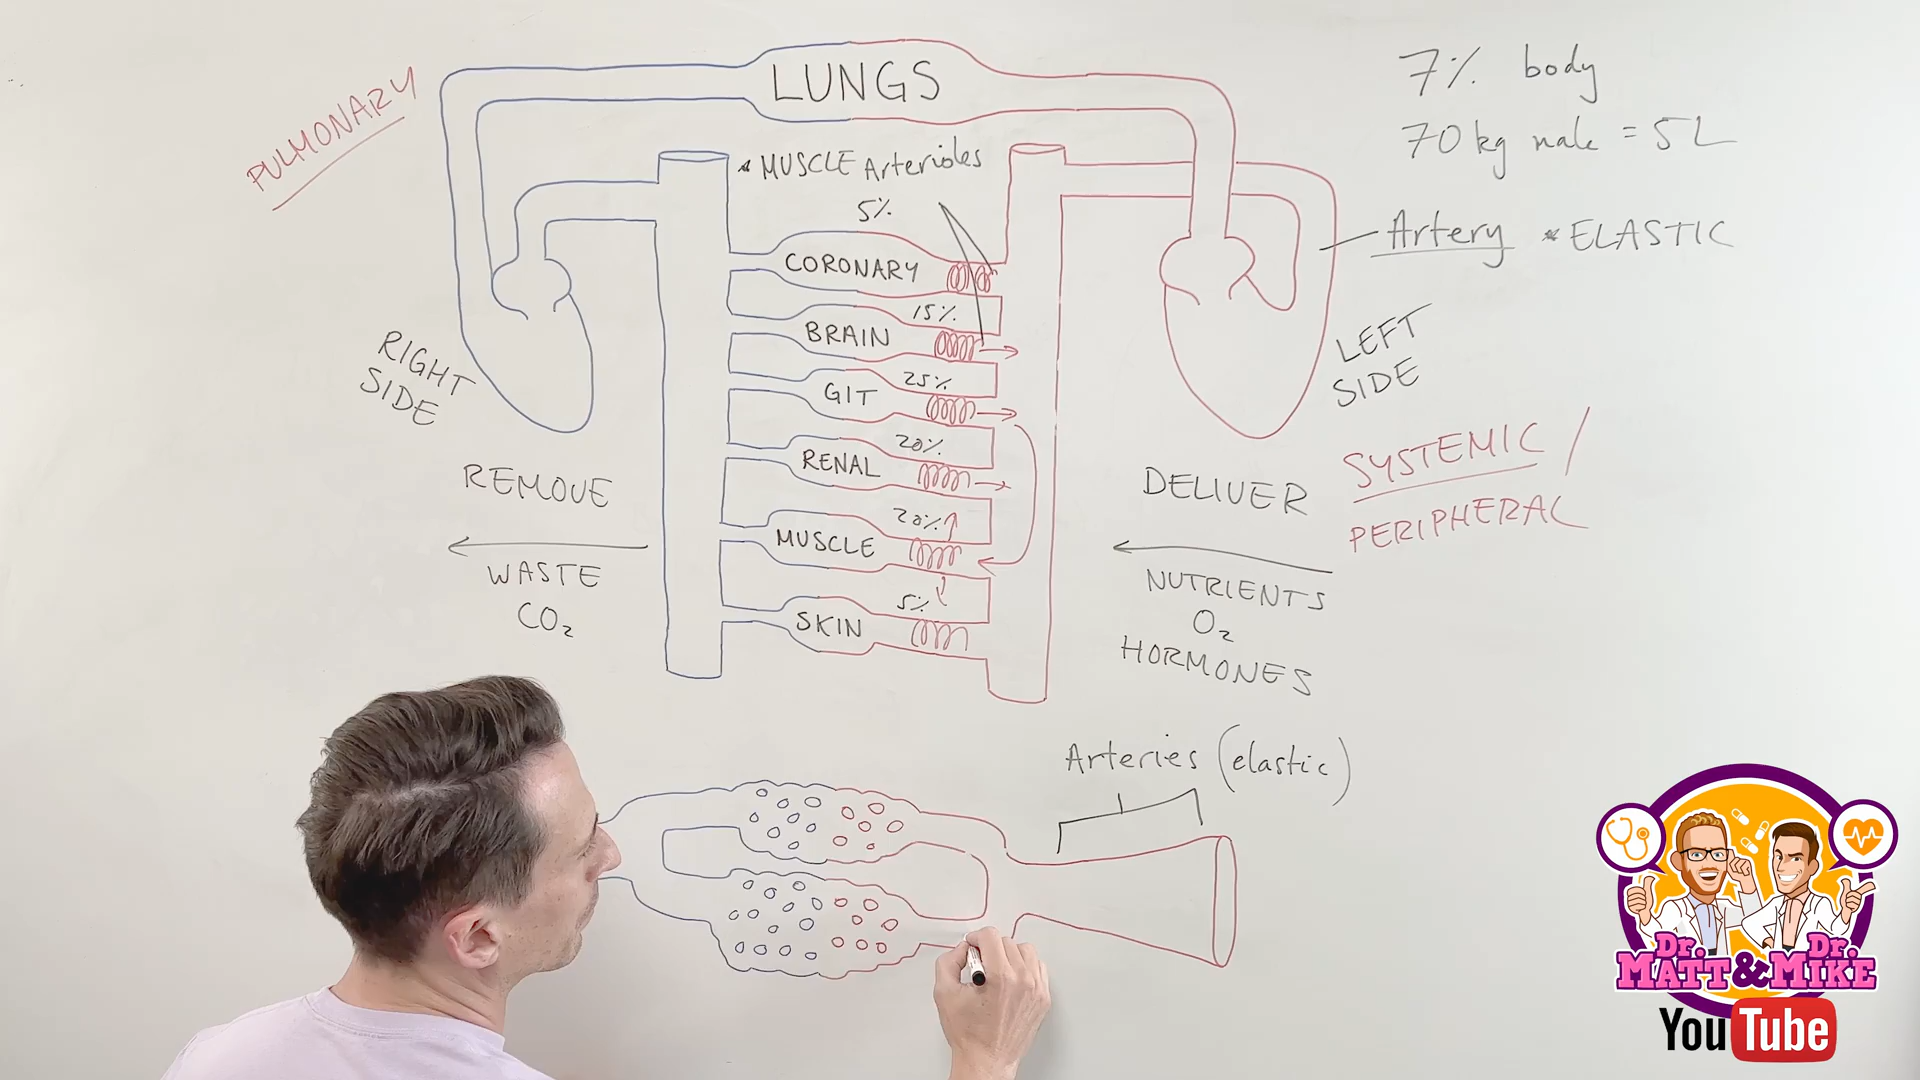 PULMONARY
LUNGS
7% body
70 kg male = 5 L
* MUSCLE Arterioles
5%
Artery * ELASTIC
CORONARY
15%
BRAIN
25%
GIT
20%
RENAL
20%
MUSCLE
5%
SKIN
RIGHT
SIDE
LEFT
SIDE
REMOVE
WASTE
CO₂
DELIVER
NUTRIENTS
O₂
HORMONES
SYSTEMIC /
PERIPHERAL
Arteries (elastic)
Dr. Dr.
MATT & MIKE
YouTube